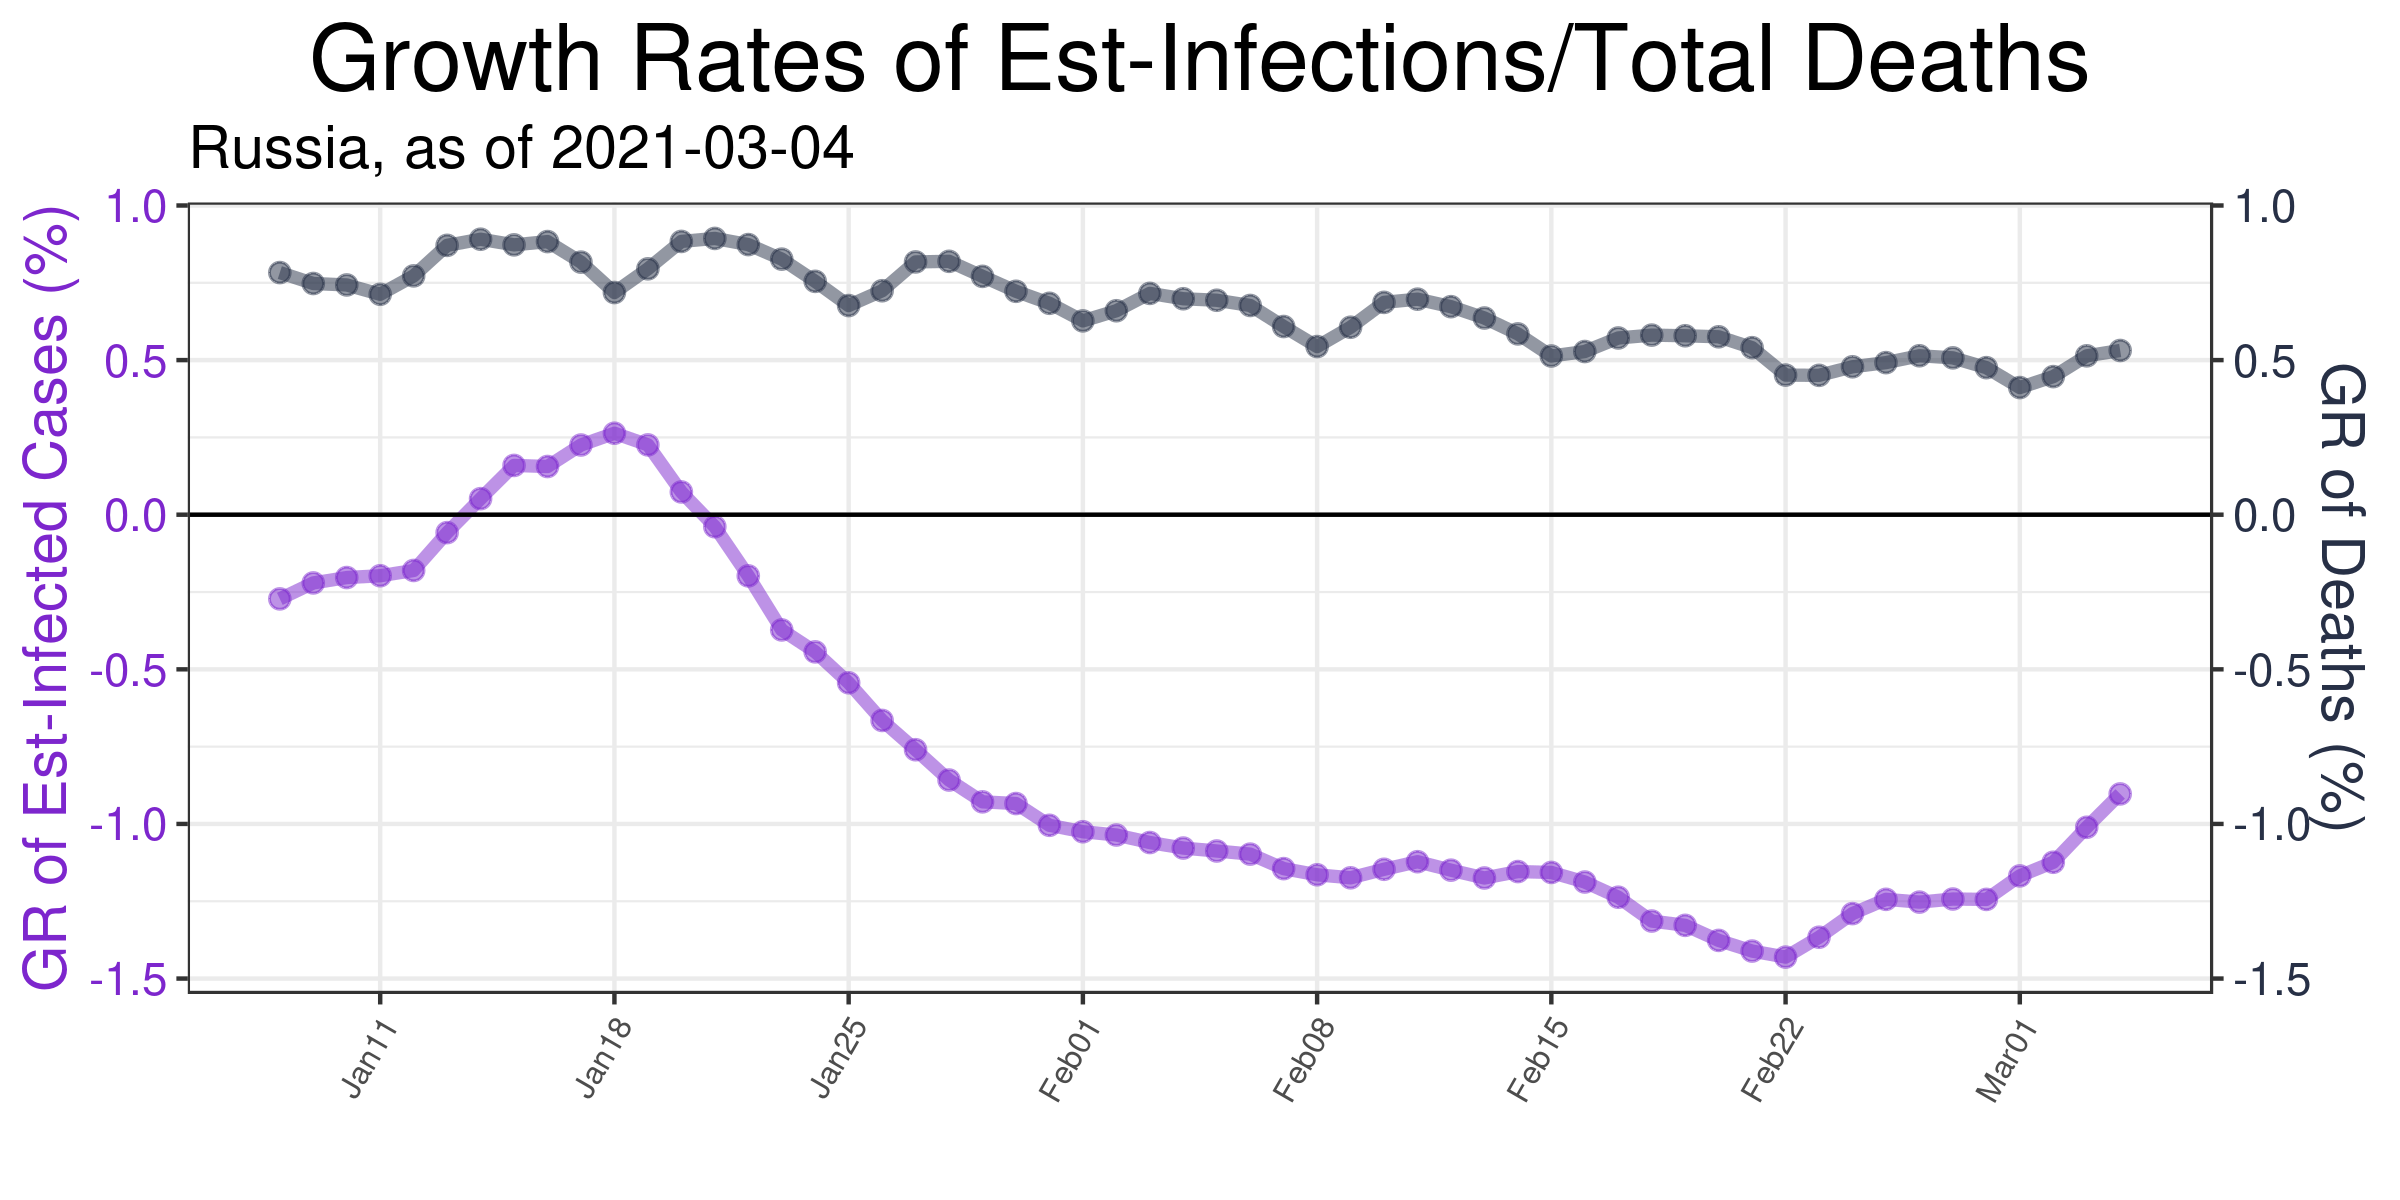 Growth Rates of Est-Infections/Total Deaths
Russia, as of 2021-03-04
GR of Est-Infected Cases (%)
1.0
0.5
0.0
-0.5
-1.0
-1.5
1.0
0.5
0.0
-0.5
-1.0
-1.5
GR of Deaths (%)
Jan11
Jan18
Jan25
Feb01
Feb08
Feb15
Feb22
Mar01